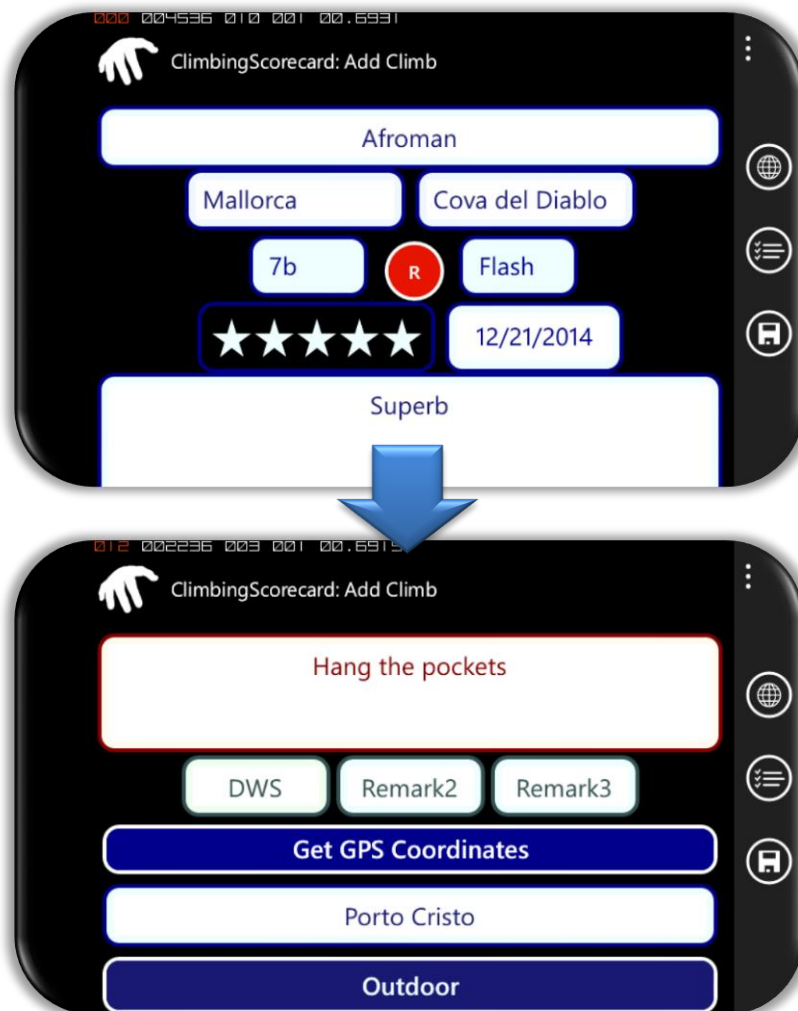 000 004536 010 001 00.6931
ClimbingScorecard: Add Climb
Afroman
Mallorca Cova del Diablo
7b R Flash
12/21/2014
Superb
012 002236 003 001 00.6915
ClimbingScorecard: Add Climb
Hang the pockets
DWS Remark2 Remark3
Get GPS Coordinates
Porto Cristo
Outdoor